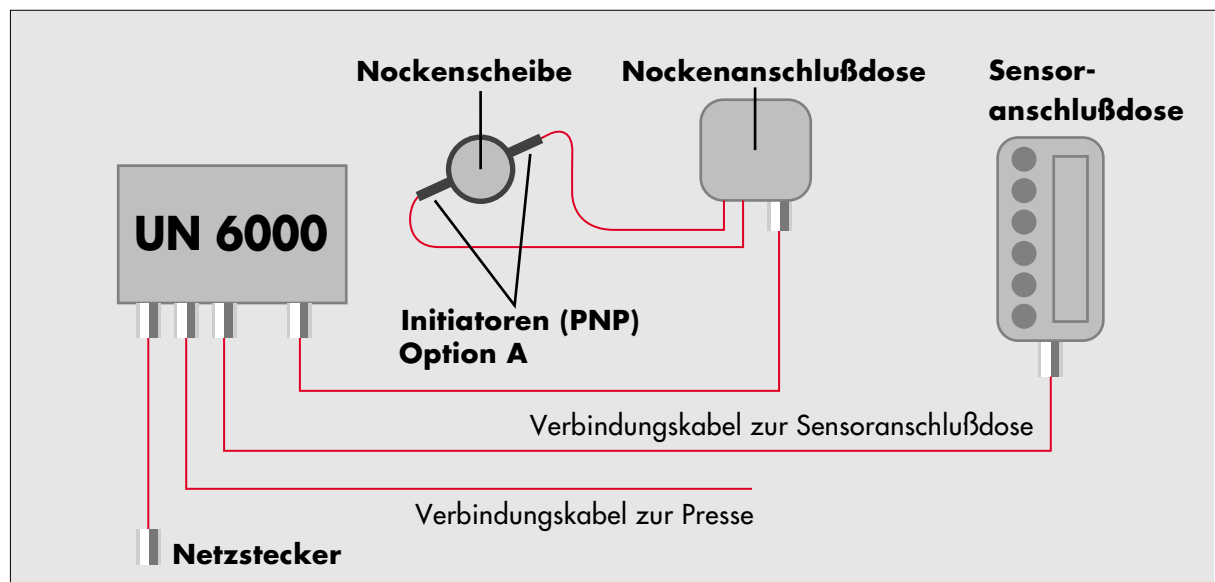 Nockenscheibe
Nockenanschlußdose
Sensor-
anschlußdose
UN 6000
Initiatoren (PNP)
Option A
Verbindungskabel zur Sensoranschlußdose
Verbindungskabel zur Presse
Netzstecker